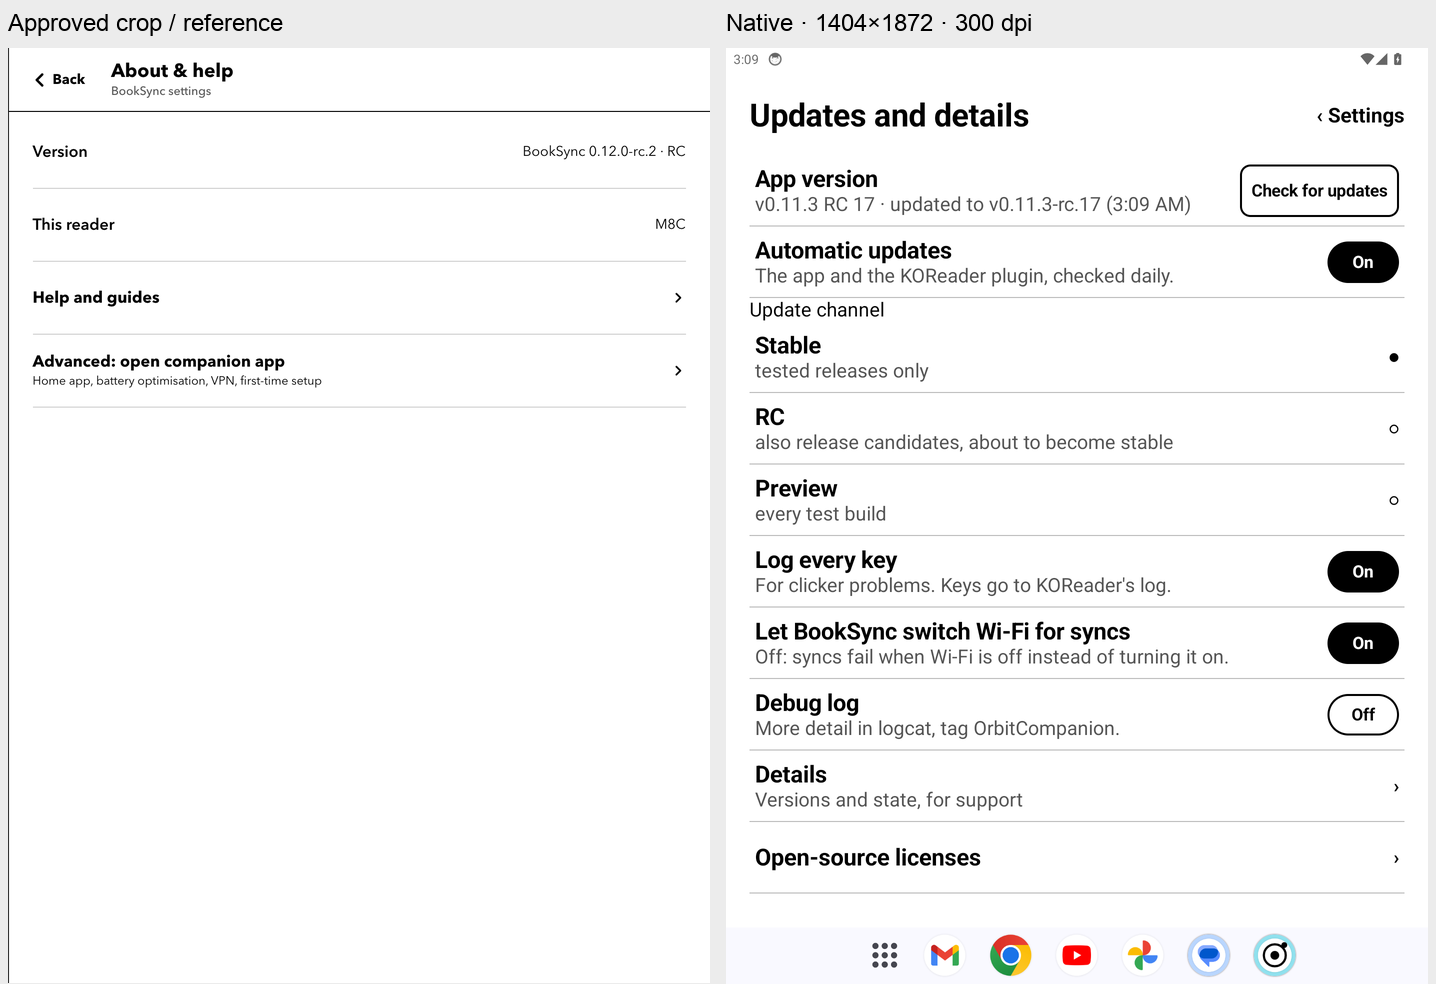 Approved crop / reference
Back
About & help
BookSync settings
Version
BookSync 0.12.0-rc.2 · RC
This reader
M8C
Help and guides
Advanced: open companion app
Home app, battery optimisation, VPN, first-time setup
Native · 1404×1872 · 300 dpi
3:09
Updates and details
‹ Settings
App version
v0.11.3 RC 17 · updated to v0.11.3-rc.17 (3:09 AM)
Check for updates
Automatic updates
The app and the KOReader plugin, checked daily.
On
Update channel
Stable
tested releases only
RC
also release candidates, about to become stable
Preview
every test build
Log every key
For clicker problems. Keys go to KOReader's log.
On
Let BookSync switch Wi-Fi for syncs
Off: syncs fail when Wi-Fi is off instead of turning it on.
On
Debug log
More detail in logcat, tag OrbitCompanion.
Off
Details
Versions and state, for support
Open-source licenses